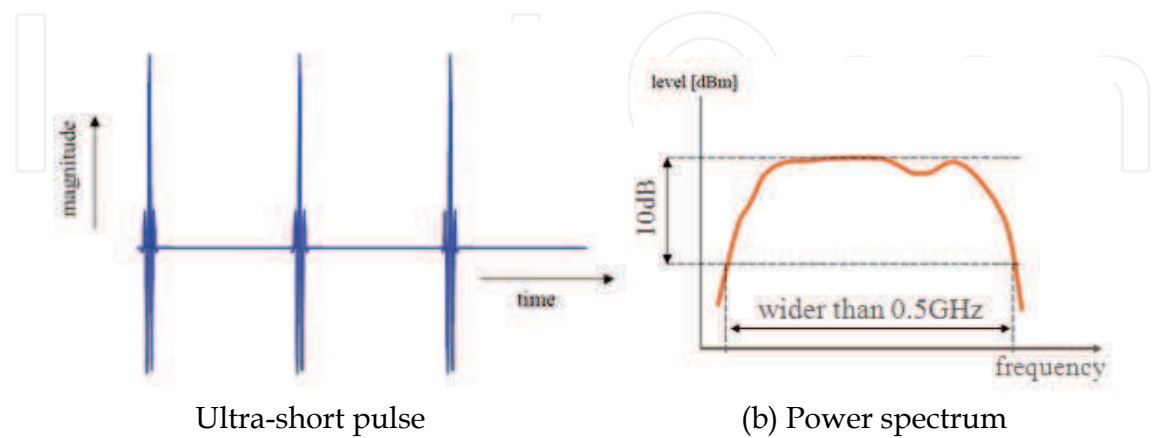 magnitude
time
Ultra-short pulse
level [dBm]
10dB
wider than 0.5GHz
frequency
(b) Power spectrum